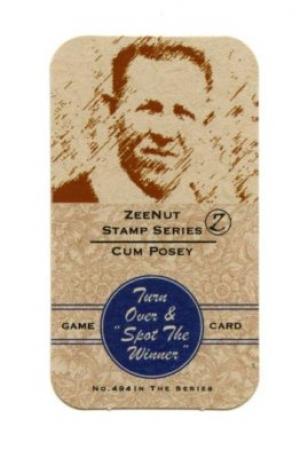 ZeeNut
Stamp Series Z
Cum Posey
Turn
Over &
"Spot The
Winner"
Game Card
No. 494 in The Series